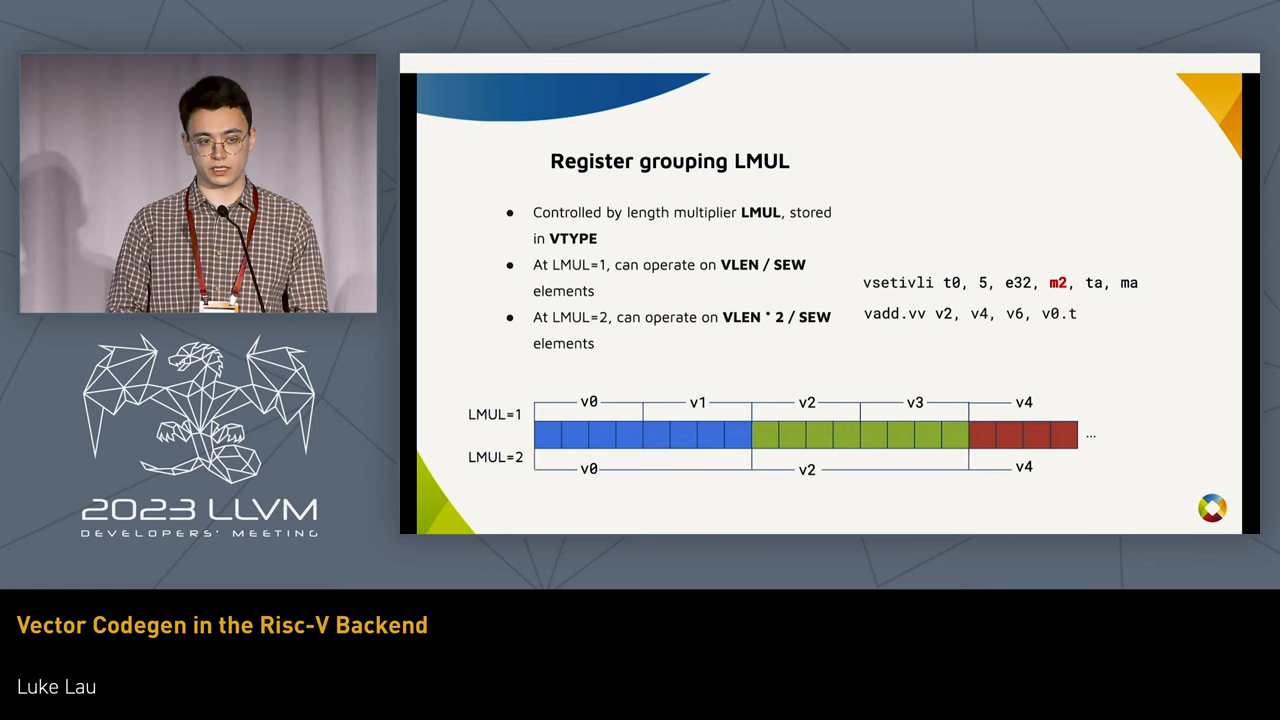 Register grouping LMUL
● Controlled by length multiplier LMUL, stored
in VTYPE
● At LMUL=1, can operate on VLEN / SEW
elements
● At LMUL=2, can operate on VLEN * 2 / SEW
elements
vsetivli t0, 5, e32, m2, ta, ma
vadd.vv v2, v4, v6, v0.t
v0 v1 v2 v3 v4
LMUL=1
...
LMUL=2
v0 v2 v4
2023 LLVM
DEVELOPERS' MEETING
Vector Codegen in the Risc-V Backend
Luke Lau